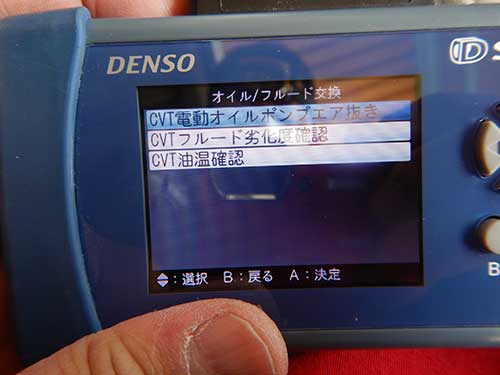 DENSO
オイル/フルード交換
CVT電動オイルポンプエア抜き
CVTフルード劣化度確認
CVT油温確認
:選択 B:戻る A:決定
B